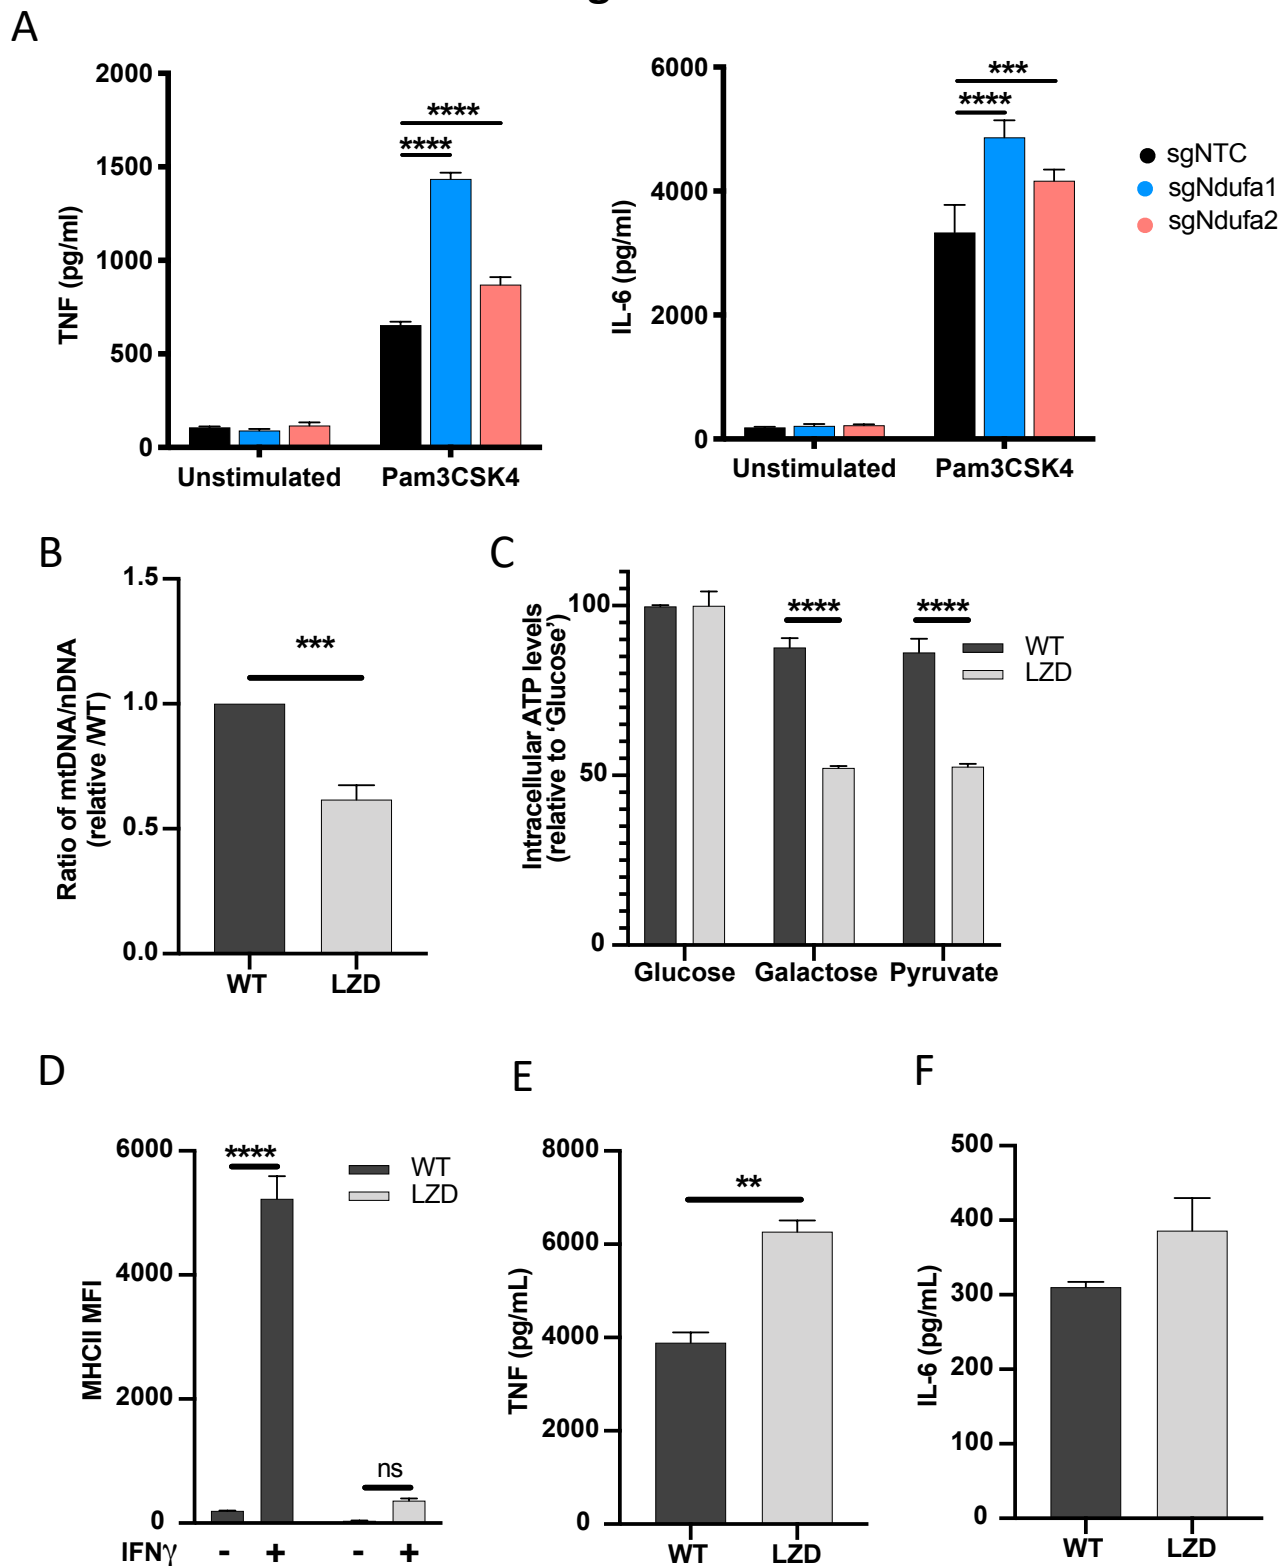 g
A
2000
1500
1000
500
0
TNF (pg/ml)
****
****
Unstimulated
Pam3CSK4
6000
4000
2000
0
IL-6 (pg/ml)
***
****
Unstimulated
Pam3CSK4
sgNTC
sgNdufa1
sgNdufa2
B
1.5
1.0
0.5
0.0
Ratio of mtDNA/nDNA
(relative /WT)
***
WT
LZD
C
100
50
0
Intracellular ATP levels
(relative to ‘Glucose’)
****
****
WT
LZD
Glucose
Galactose
Pyruvate
D
6000
4000
2000
0
MHCII MFI
****
ns
WT
LZD
IFNγ - + - +
E
8000
6000
4000
2000
0
TNF (pg/mL)
**
WT
LZD
F
500
400
300
200
100
0
IL-6 (pg/mL)
WT
LZD